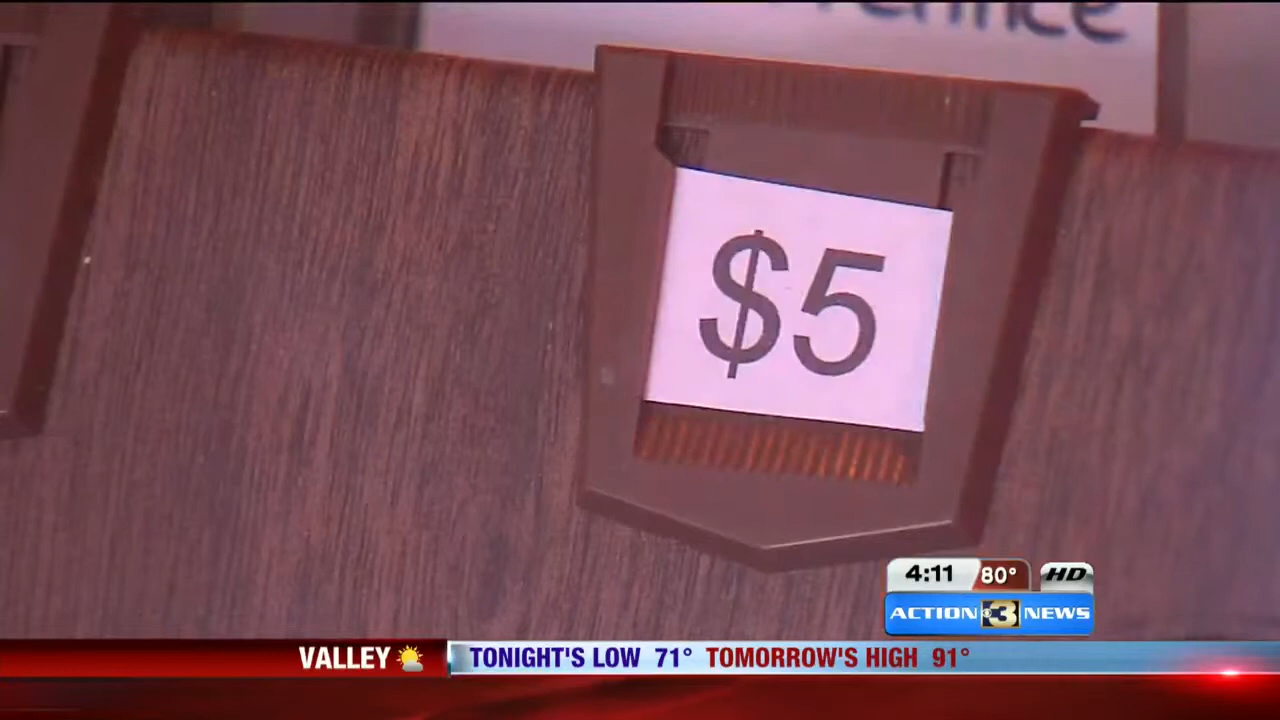 $5
4:11 80° HD
ACTION 3 NEWS
VALLEY TONIGHT'S LOW 71° TOMORROW'S HIGH 91°